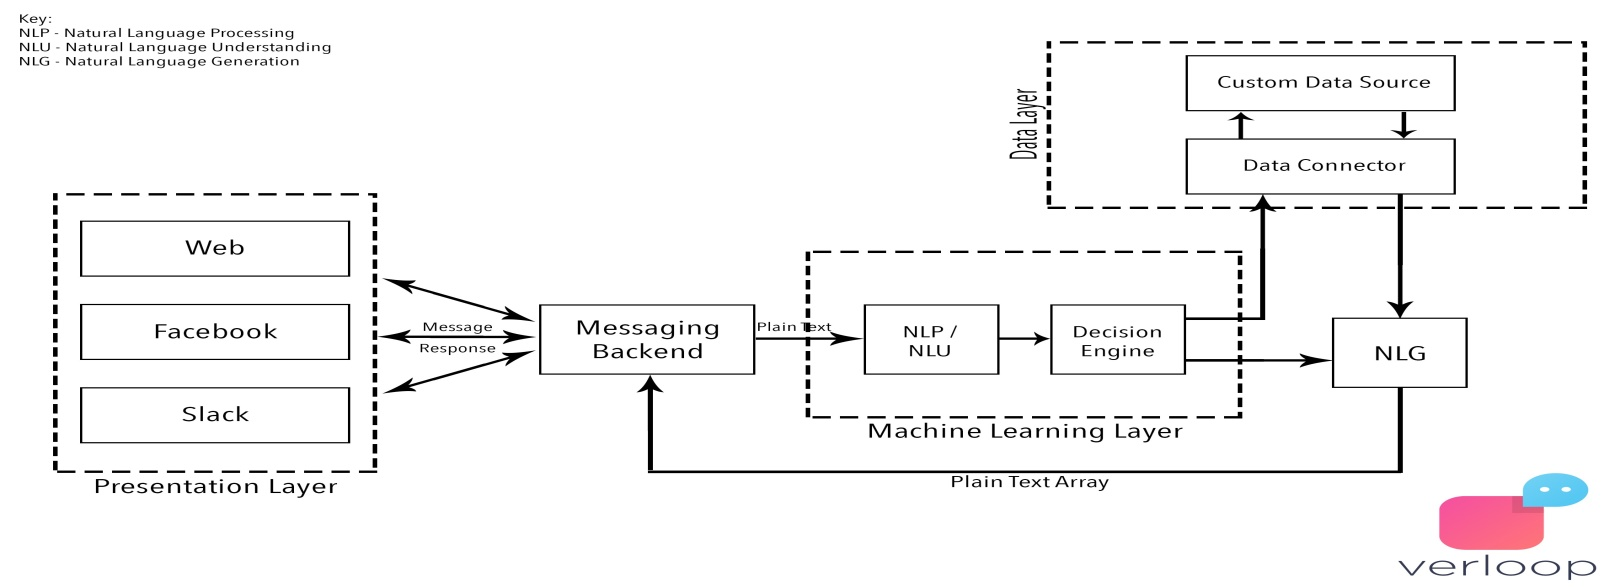 Key:
NLP - Natural Language Processing
NLU - Natural Language Understanding
NLG - Natural Language Generation
Custom Data Source
Data Layer
Data Connector
Web
Facebook
Slack
Presentation Layer
Message
Response
Messaging
Backend
Plain Text
NLP /
NLU
Decision
Engine
NLG
Machine Learning Layer
Plain Text Array
verloop